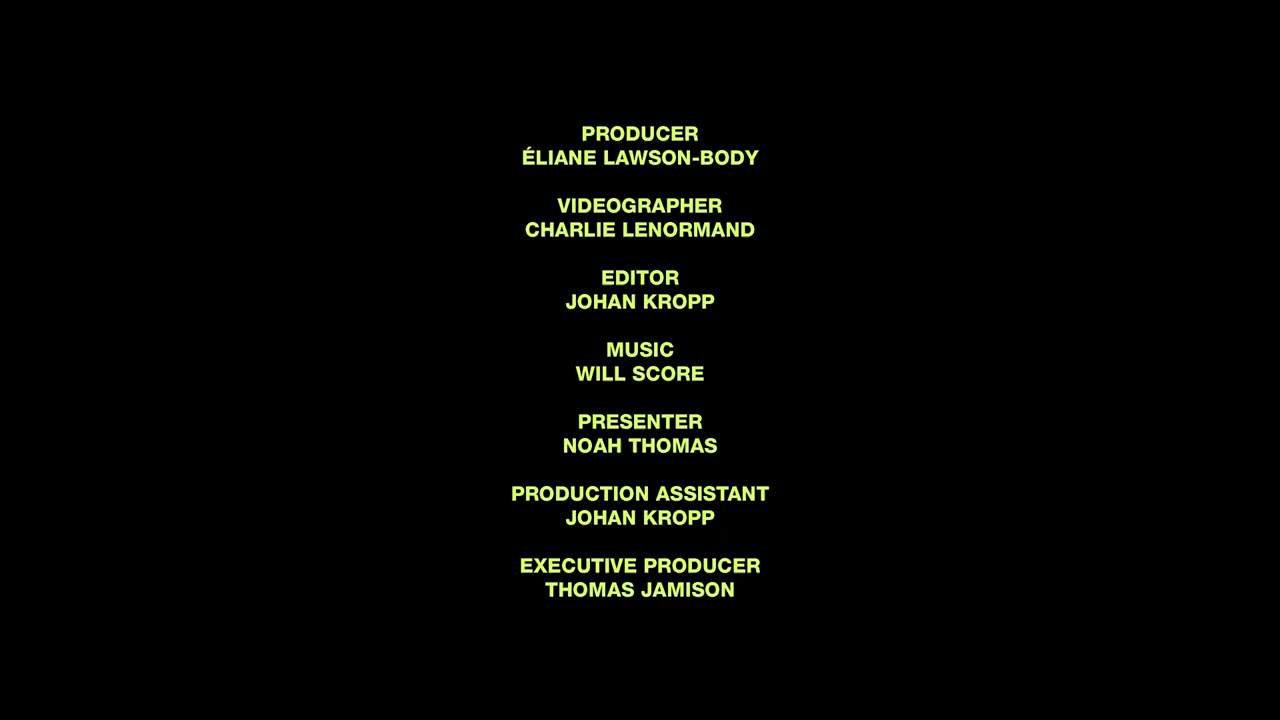 PRODUCER
ÉLIANE LAWSON-BODY
VIDEOGRAPHER
CHARLIE LENORMAND
EDITOR
JOHAN KROPP
MUSIC
WILL SCORE
PRESENTER
NOAH THOMAS
PRODUCTION ASSISTANT
JOHAN KROPP
EXECUTIVE PRODUCER
THOMAS JAMISON